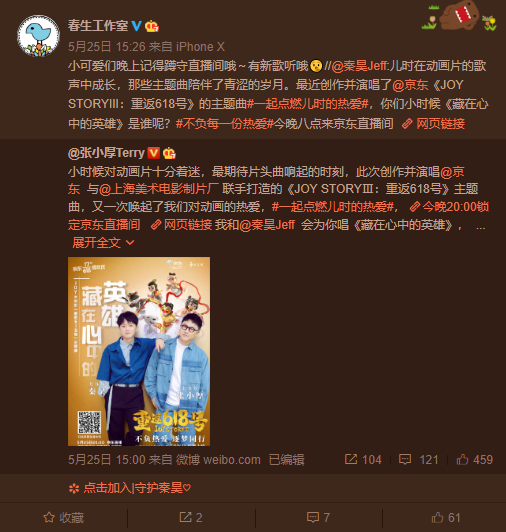 春生工作室
5月25日 15:26 来自 iPhone X
小可爱们晚上记得蹲守直播间哦～有新歌听哦//@秦昊Jeff:儿时在动画片的歌
声中成长，那些主题曲陪伴了青涩的岁月。最近创作并演唱了@京东《JOY
STORYⅢ：重返618号》的主题曲#一起点燃儿时的热爱#，你们小时候《藏在心
中的英雄》是谁呢？#不负每一份热爱#今晚八点来京东直播间 网页链接
@张小厚Terry
小时候对动画片十分着迷，最期待片头曲响起的时刻，此次创作并演唱@京
东 与@上海美术电影制片厂 联手打造的《JOY STORYⅢ：重返618号》主题
曲，又一次唤起了我们对动画的热爱，#一起点燃儿时的热爱#， 今晚20:00锁
定京东直播间 网页链接 我和@秦昊Jeff 会为你唱《藏在心中的英雄》， ...
展开全文
英雄
藏在心中的
重返618号
不负热爱 逐梦同行
5月25日 15:00 来自 微博 weibo.com 已编辑
104
121
459
点击加入|守护秦昊♡
收藏
2
7
61